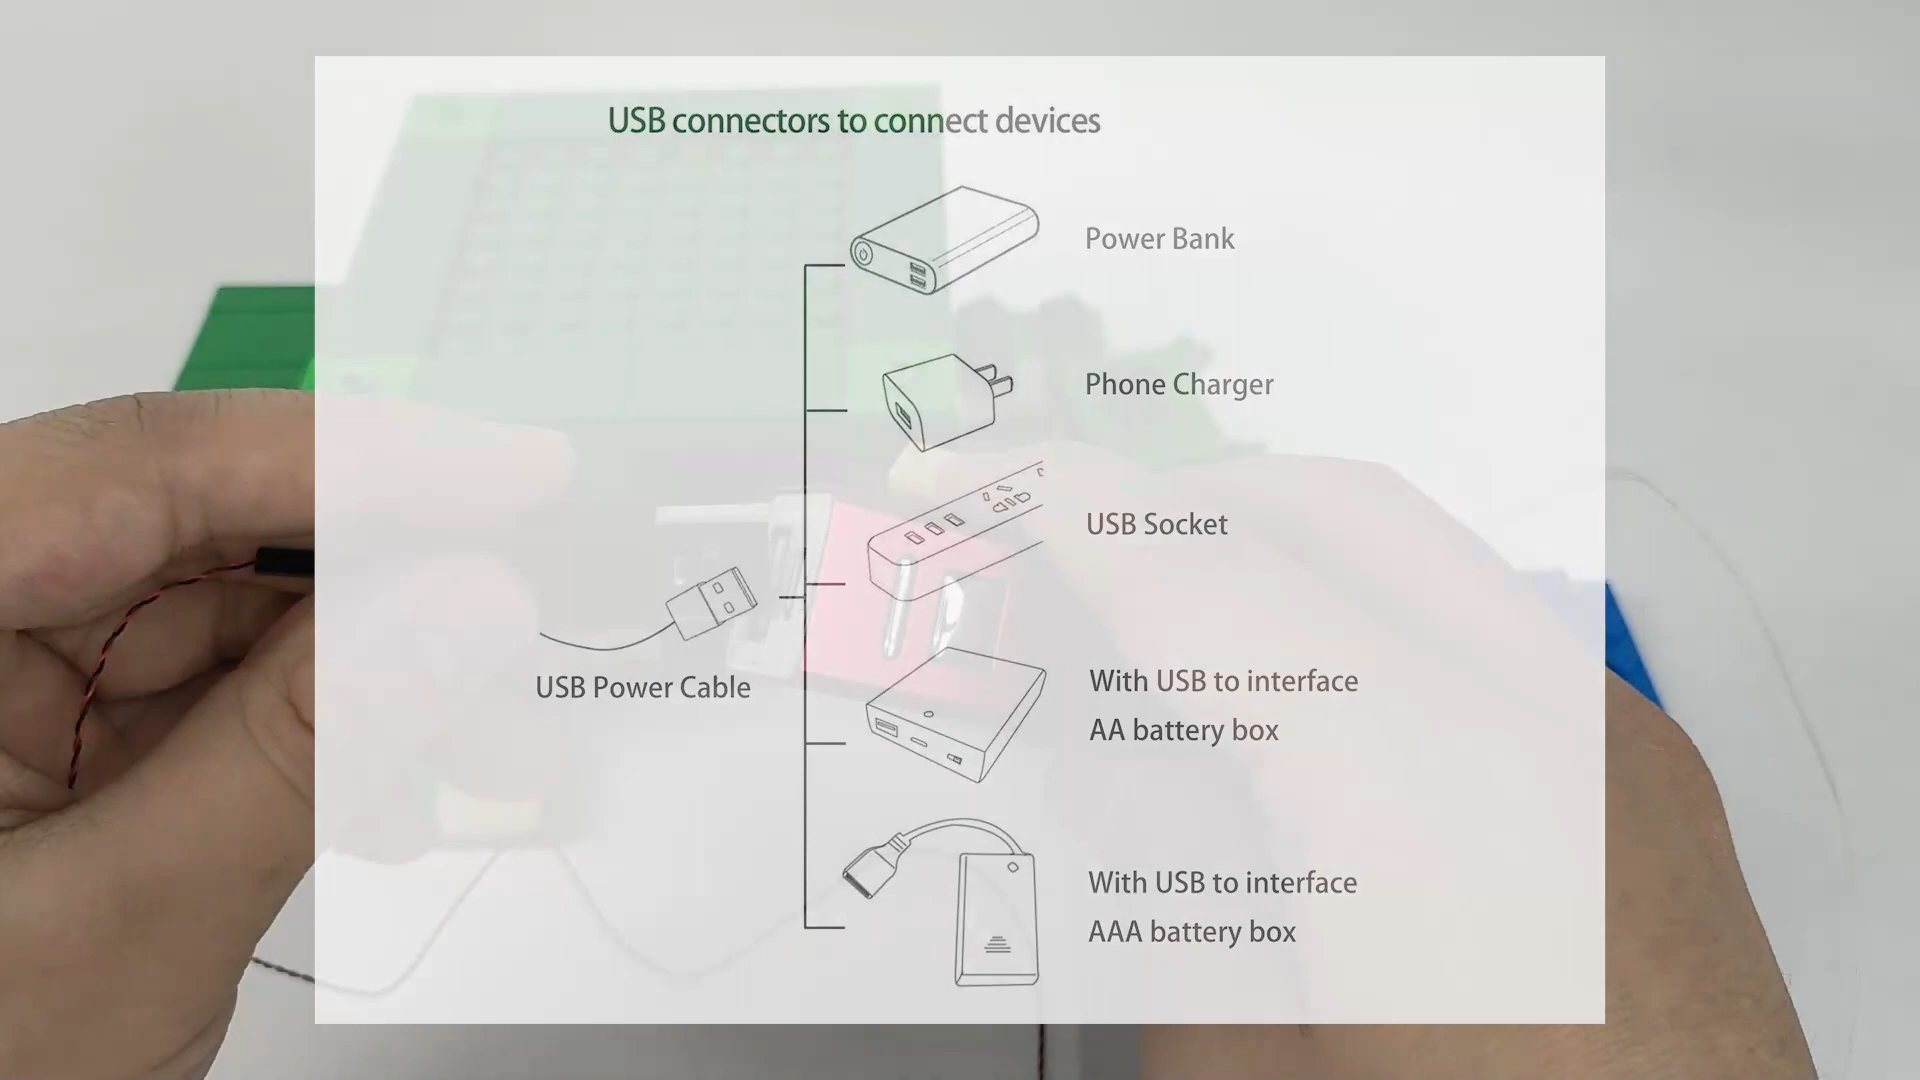 USB connectors to connect devices
Power Bank
Phone Charger
USB Socket
USB Power Cable
With USB to interface
AA battery box
With USB to interface
AAA battery box